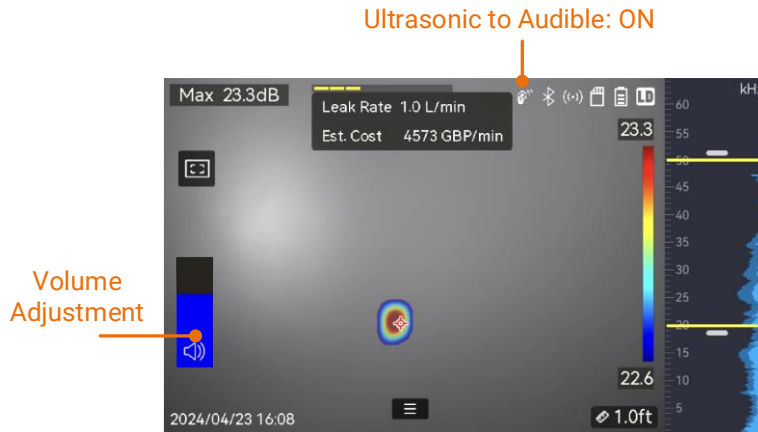 Ultrasonic to Audible: ON
Max 23.3dB
Leak Rate 1.0 L/min
Est. Cost 4573 GBP/min
LD
kHz
60
55
50
45
40
35
30
25
20
15
10
5
23.3
22.6
Volume
Adjustment
2024/04/23 16:08
1.0ft